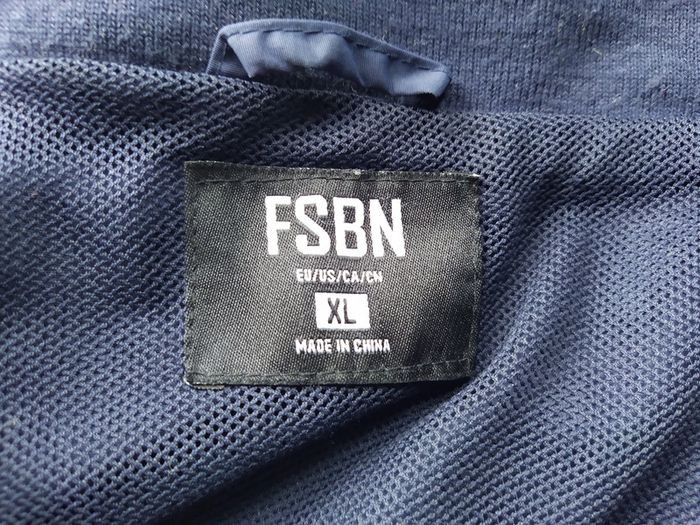 FSBN
EU/US/CA/CN
XL
MADE IN CHINA